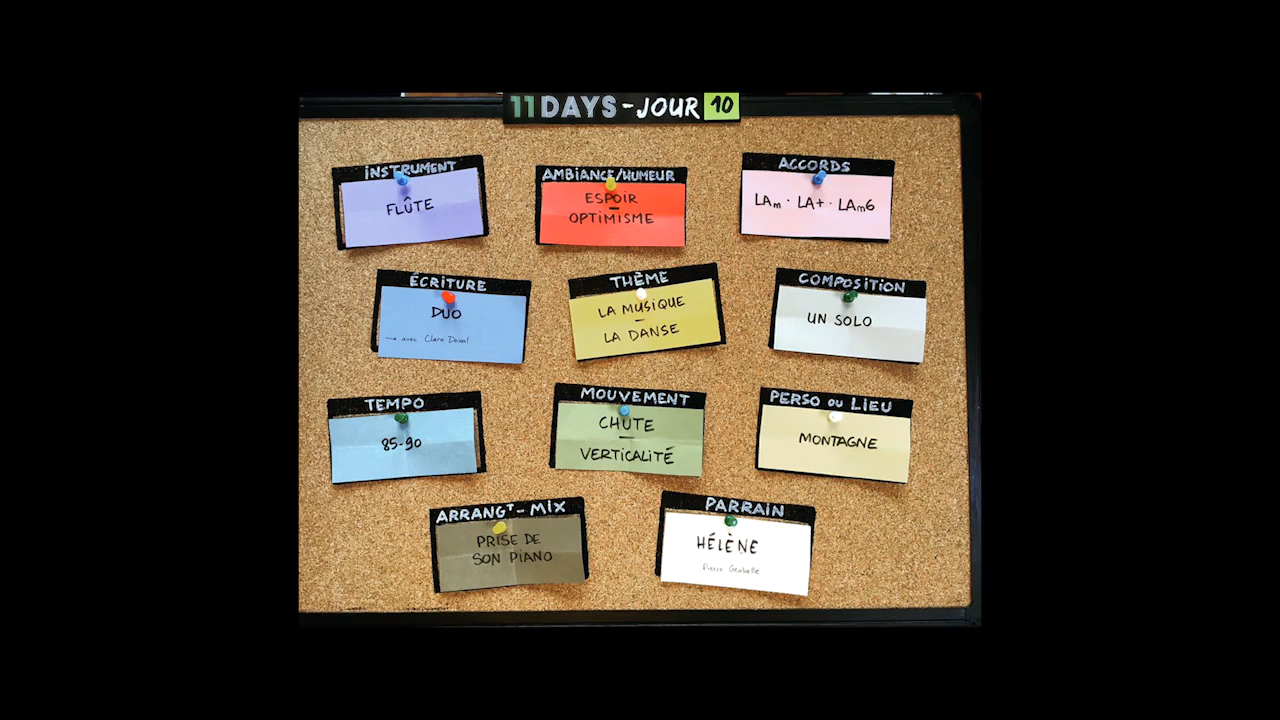 11 DAYS - JOUR 10
INSTRUMENT
FLÛTE
AMBIANCE/HUMEUR
ESPOIR
OPTIMISME
ACCORDS
LAm · LA+ · LAm6
ÉCRITURE
DUO
→ avec Clara
THÈME
LA MUSIQUE
LA DANSE
COMPOSITION
UN SOLO
TEMPO
85-90
MOUVEMENT
CHUTE
VERTICALITÉ
PERSO OU LIEU
MONTAGNE
ARRANGT - MIX
PRISE DE
SON PIANO
PARRAIN
HÉLÈNE
Pierre